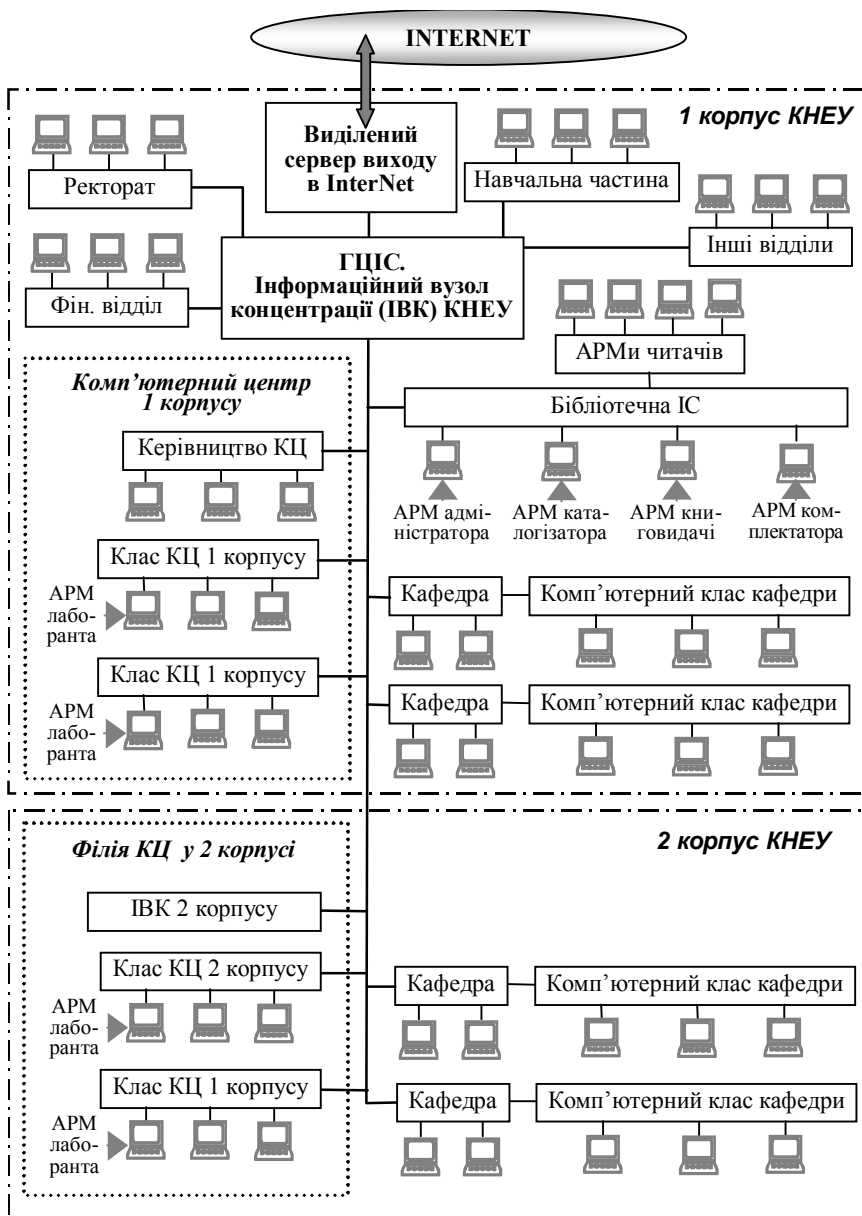 INTERNET
1 корпус КНЕУ
Виділений
сервер виходу
в InterNet
Ректорат
Навчальна частина
Інші відділи
ГЦІС.
Інформаційний вузол
концентрації (ІВК) КНЕУ
Фін. відділ
АРМи читачів
Комп’ютерний центр
1 корпусу
Бібліотечна ІС
Керівництво КЦ
АРМ адмі-
ністратора
АРМ ката-
логізатора
АРМ кни-
говидачі
АРМ ком-
плектатора
Клас КЦ 1 корпусу
АРМ
лабо-
ранта
Кафедра
Комп’ютерний клас кафедри
Клас КЦ 1 корпусу
АРМ
лабо-
ранта
Кафедра
Комп’ютерний клас кафедри
2 корпус КНЕУ
Філія КЦ у 2 корпусі
ІВК 2 корпусу
Клас КЦ 2 корпусу
АРМ
лабо-
ранта
Кафедра
Комп’ютерний клас кафедри
Клас КЦ 1 корпусу
АРМ
лабо-
ранта
Кафедра
Комп’ютерний клас кафедри